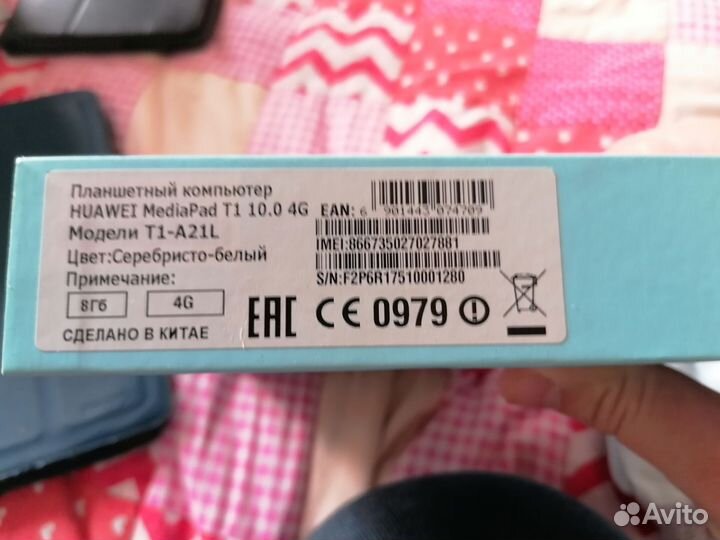 Планшетный компьютер
HUAWEI MediaPad T1 10.0 4G
Модели T1-A21L
Цвет:Серебристо-белый
Примечание:
8Гб 4G
СДЕЛАНО В КИТАЕ
EAN: 6 901443 074709
IMEI:866735027027881
S/N:F2P6R17510001280
EAC CE 0979
Avito